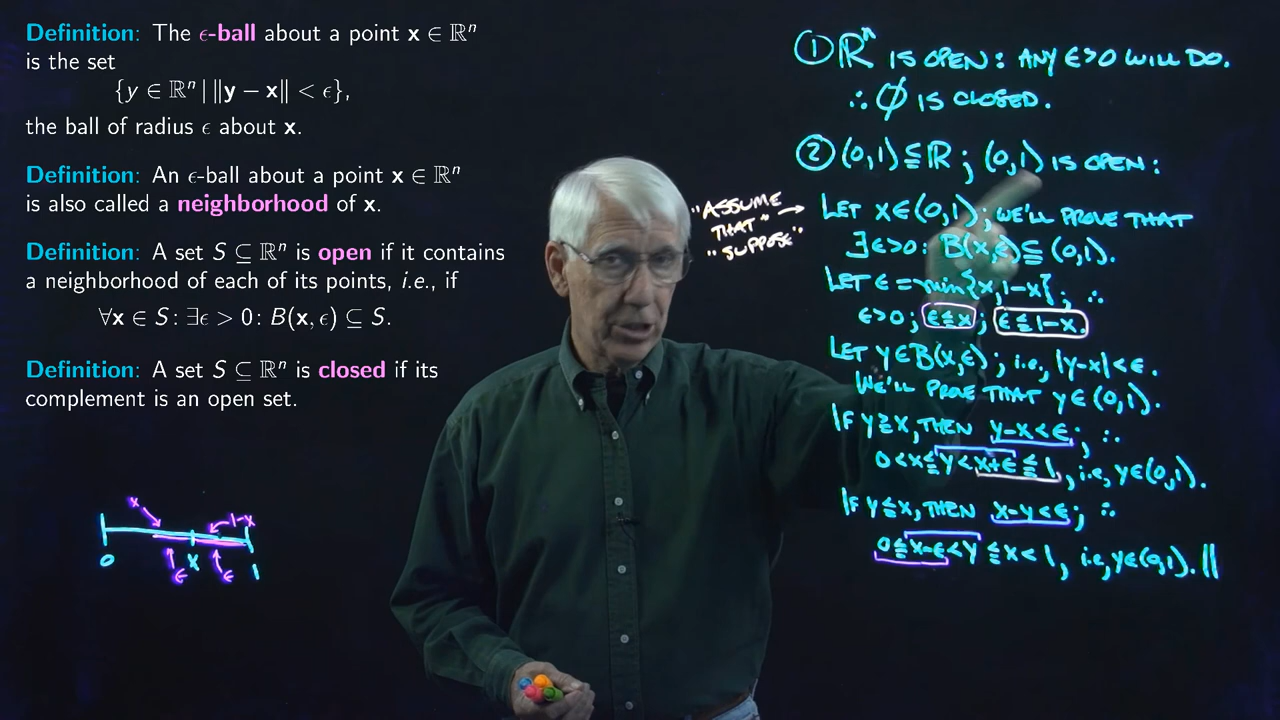 Definition: The ϵ-ball about a point x ∈ ℝⁿ
is the set
{y ∈ ℝⁿ | ‖y − x‖ < ϵ},
the ball of radius ϵ about x.
Definition: An ϵ-ball about a point x ∈ ℝⁿ
is also called a neighborhood of x.
Definition: A set S ⊆ ℝⁿ is open if it contains
a neighborhood of each of its points, i.e., if
∀x ∈ S: ∃ϵ > 0: B(x, ϵ) ⊆ S.
Definition: A set S ⊆ ℝⁿ is closed if its
complement is an open set.
x
1-x
0
ϵ
x
ϵ
1
① ℝⁿ IS OPEN: ANY ϵ>0 WILL DO.
∴ ∅ IS CLOSED.
② (0,1) ⊆ ℝ; (0,1) IS OPEN:
"ASSUME
THAT" →
"SUPPOSE"
LET x∈(0,1); WE'LL PROVE THAT
∃ϵ>0: B(x,ϵ) ⊆ (0,1).
LET ϵ = min{x,1-x}; ∴
ϵ>0; ϵ≦x; ϵ≦1-x.
LET y∈B(x,ϵ); i.e., |y-x|<ϵ.
WE'LL PROVE THAT y∈(0,1).
IF y≧x, THEN y-x<ϵ; ∴
0<x≦y<x+ϵ≦1, i.e., y∈(0,1).
IF y≦x, THEN x-y<ϵ; ∴
0≦x-ϵ<y≦x<1, i.e., y∈(0,1). ||